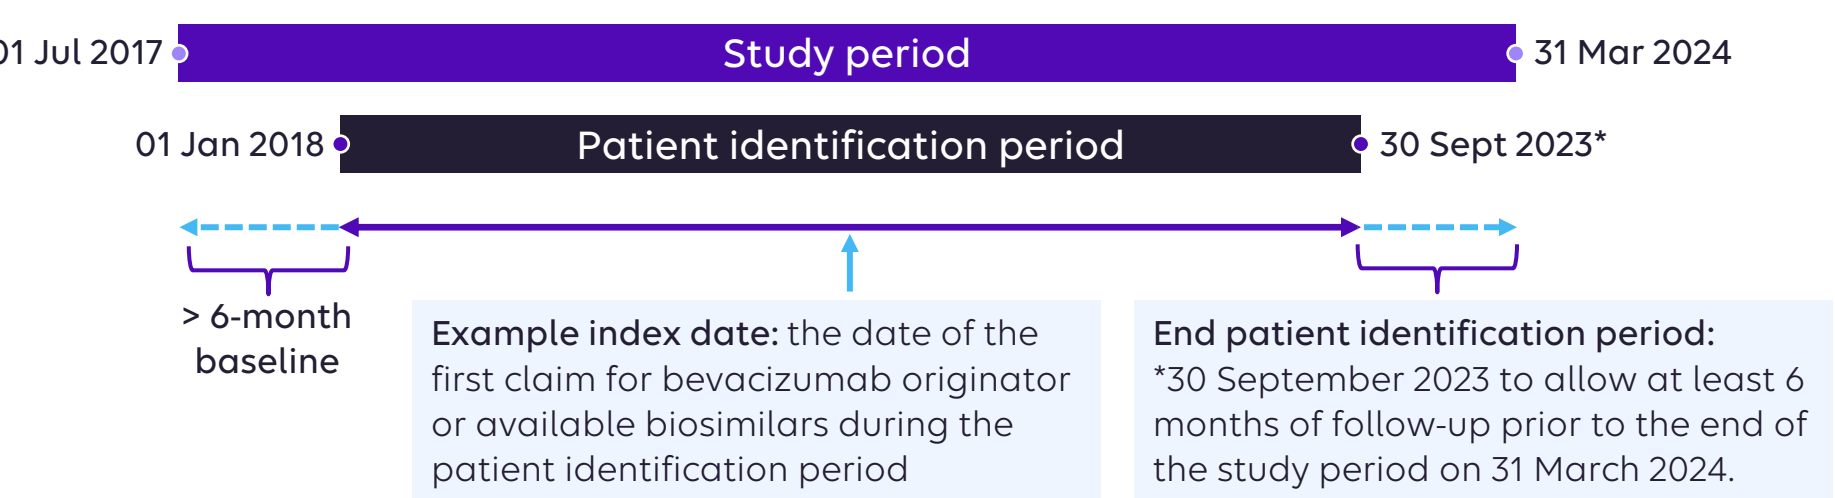 01 Jul 2017
Study period
31 Mar 2024
01 Jan 2018
Patient identification period
30 Sept 2023*
> 6-month
baseline
Example index date: the date of the
first claim for bevacizumab originator
or available biosimilars during the
patient identification period
End patient identification period:
*30 September 2023 to allow at least 6
months of follow-up prior to the end of
the study period on 31 March 2024.